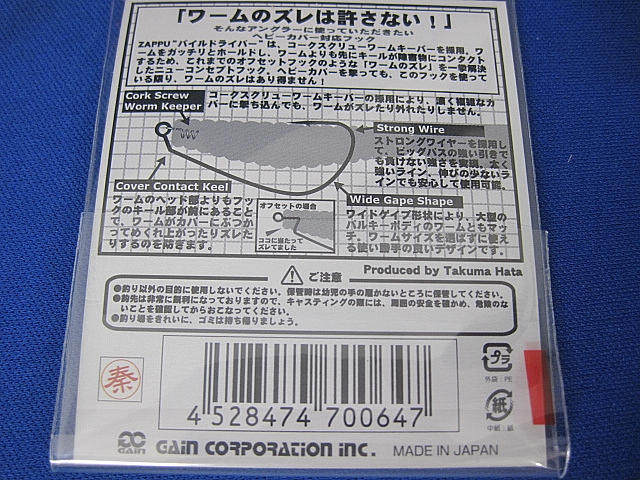 「ワームのズレは許さない！」
そんなアングラーに使っていただきたい
ヘビーカバー対応フック
ZAPPU™パイルドライバー™は、コークスクリューワームキーパーを採用。ワ
ームをガッチリとホールドし、ワームよりも先にキールが障害物にコンタクト
するため、これまでのオフセットフックのような「ワームのズレ」を一挙解決
したニューコンセプトフック。ヘビーカバーを撃っても、このフックを使って
いる限り、ワームのズレはあり得ません！
Cork Screw
Worm Keeper
コークスクリューワームキーパーの採用により、濃く複雑なカ
バーに撃ち込んでも、ワームがズレたり外れたりしません。
Strong Wire
ストロングワイヤーを採用し
て、ビッグバスの強い引きで
も負けない強さを実現。太く
強いライン、伸びの少ないラ
インでも安心して使用可能。
Cover Contact Keel
ワームのヘッド部よりもフッ
クのキール部が前にあること
で、ワームがカバーにぶつか
ってめくれ上がったりズレた
りするのを防ぎます。
オフセットの場合
ココに当たって
ズレてました
Wide Gape Shape
ワイドゲイプ形状により、大型の
バルキーボディのワームともマッ
チ。ワームサイズを選ばずに使え
る使い勝手の良いデザインです。
Produced by Takuma Hata
ご注意
●釣り以外の目的に使用しないでください。保管時は幼児の手の届かないところに保管してください。
●釣先は非常に鋭利になっておりますので、キャスティングの際には、周囲の安全を確かめ、危険のな
いことを確認してからおこなってください。
●釣り場をきれいに、ゴミは持ち帰りましょう。
秦
4 528474 700647
プラ
外袋：PE
紙
中紙：紙
GAIN
GAIN CORPORATION INC.
MADE IN JAPAN